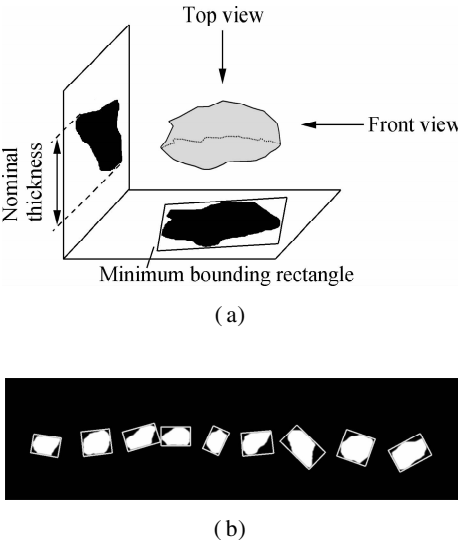 Top view
Front view
Nominal
thickness
Minimum bounding rectangle
(a)
(b)